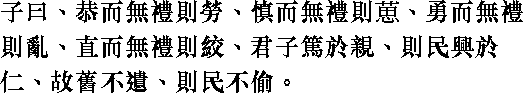 子曰、恭而無禮則勞、慎而無禮則葸、勇而無禮
則亂、直而無禮則絞、君子篤於親、則民興於
仁、故舊不遺、則民不偷。